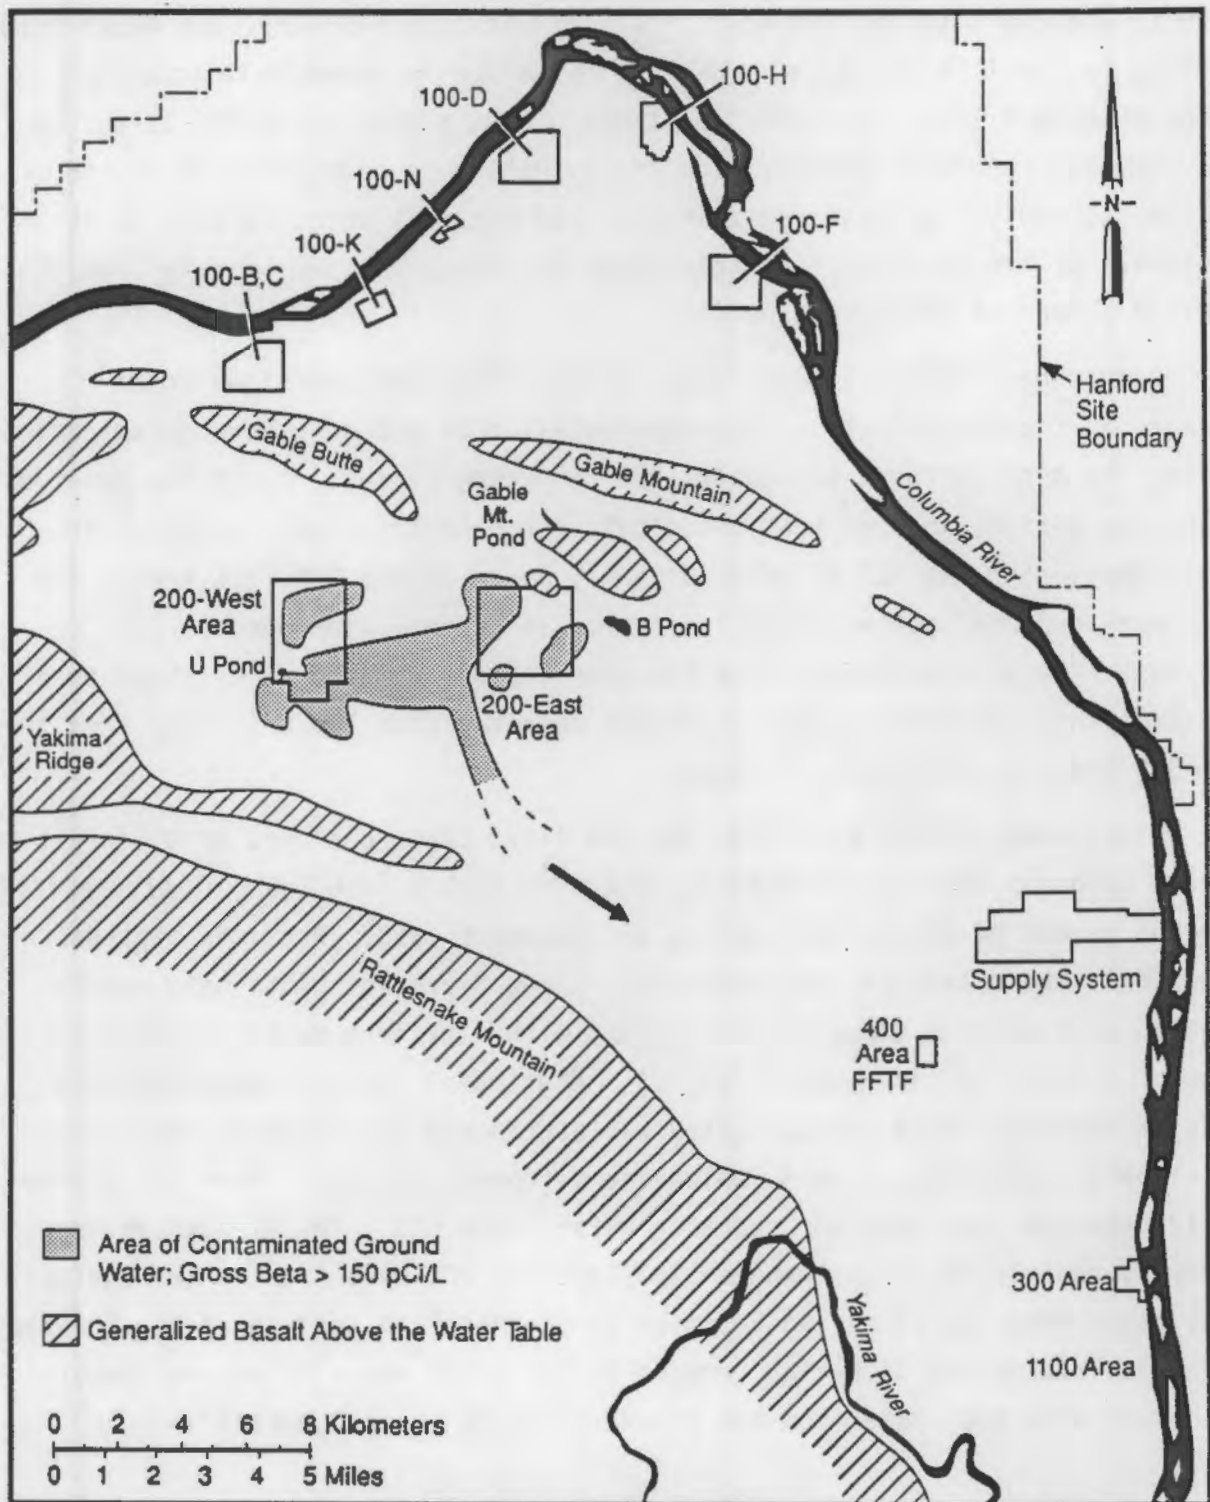 100-H
100-D
100-N
100-F
100-K
100-B,C
N
Hanford
Site
Boundary
Gable Butte
Gable Mountain
Columbia River
Gable
Mt.
Pond
200-West
Area
B Pond
U Pond
200-East
Area
Yakima
Ridge
Supply System
Rattlesnake Mountain
400
Area
FFTF
Area of Contaminated Ground
Water; Gross Beta > 150 pCi/L
300 Area
Generalized Basalt Above the Water Table
Yakima River
1100 Area
0 2 4 6 8 Kilometers
0 1 2 3 4 5 Miles